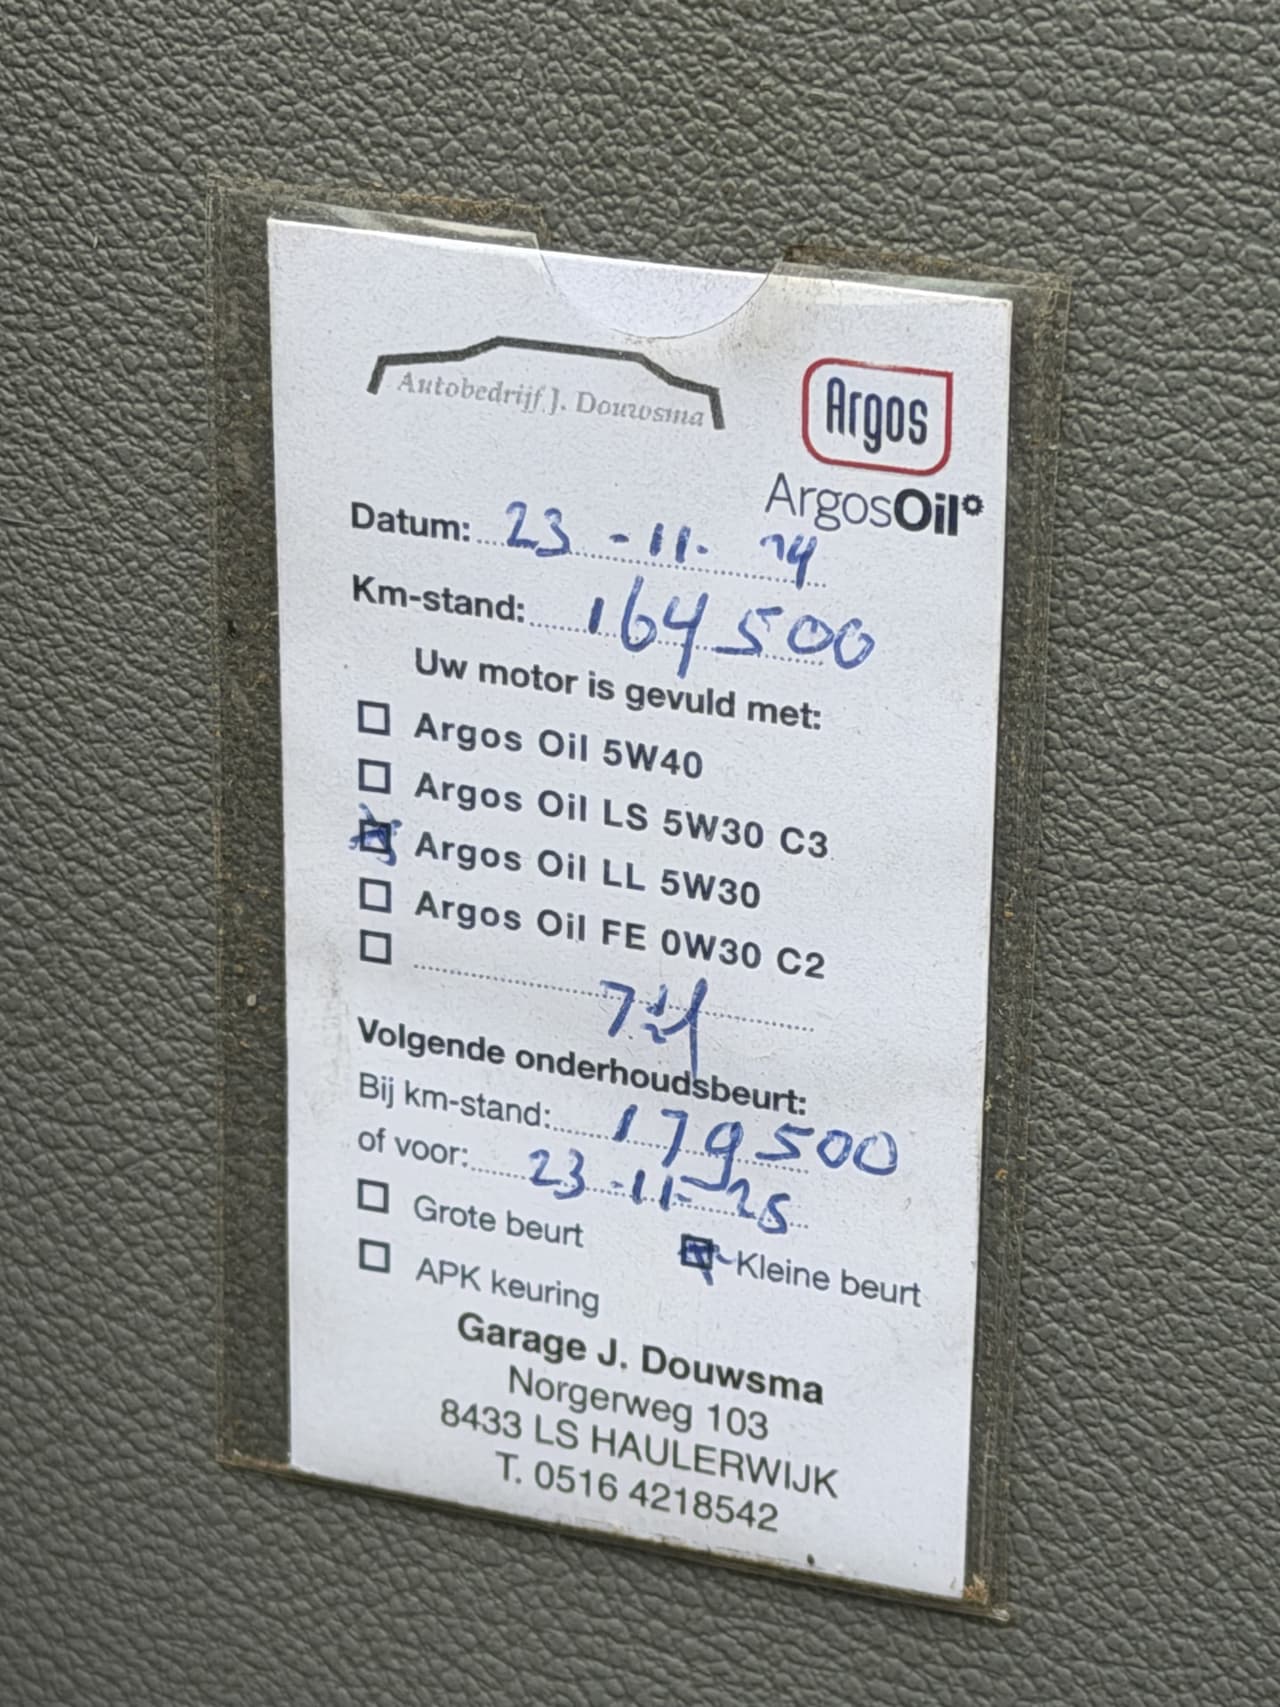 Autobedrijf J. Douwsma
Argos
ArgosOil
Datum: 23 - 11 - 24
Km-stand: 164500
Uw motor is gevuld met:
Argos Oil 5W40
Argos Oil LS 5W30 C3
Argos Oil LL 5W30
Argos Oil FE 0W30 C2
Volgende onderhoudsbeurt:
Bij km-stand: 179500
of voor: 23-11-25
Grote beurt Kleine beurt
APK keuring
Garage J. Douwsma
Norgerweg 103
8433 LS HAULERWIJK
T. 0516 4218542